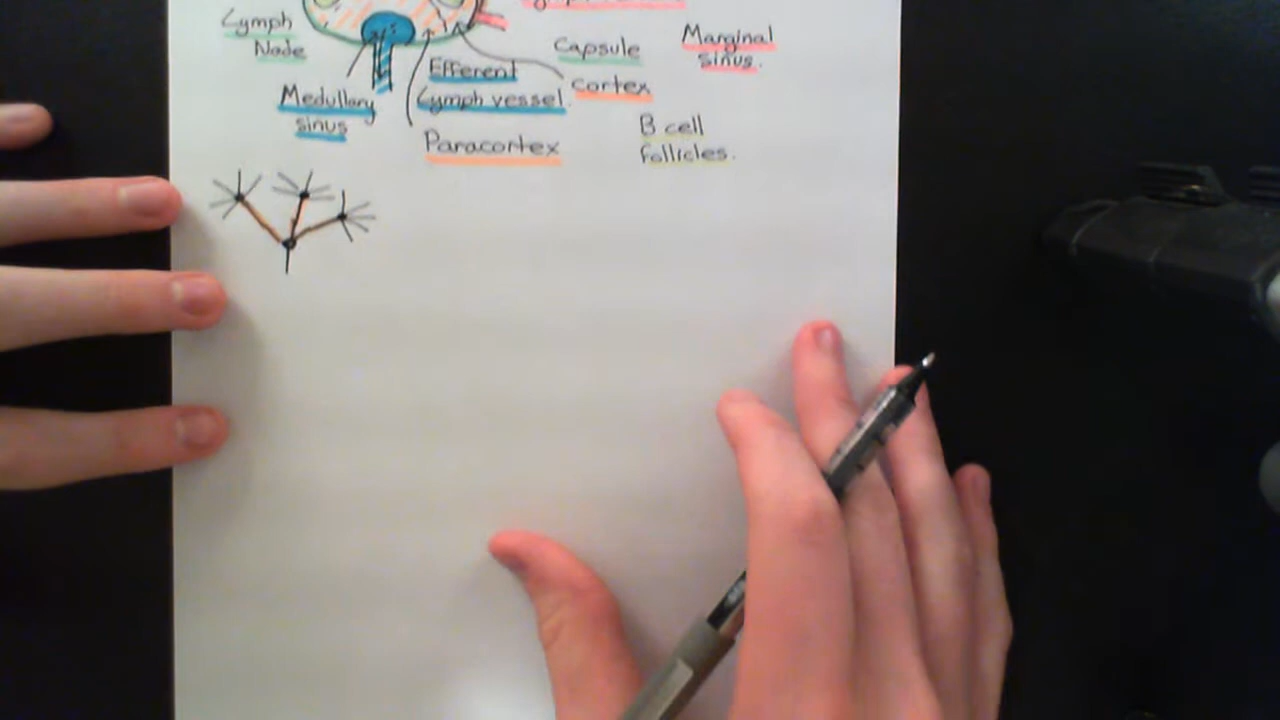 Lymph
Node
Capsule
Marginal
sinus.
Efferent
Lymph vessel.
Cortex
Medullary
sinus
Paracortex
B cell
follicles.